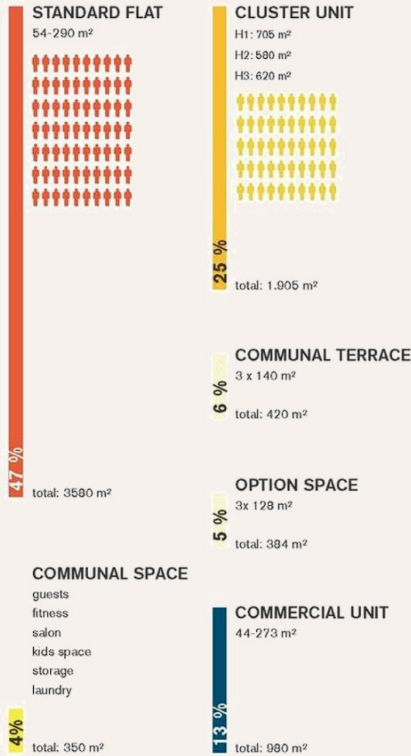 STANDARD FLAT
54-290 m²
47 %
total: 3580 m²
COMMUNAL SPACE
guests
fitness
salon
kids space
storage
laundry
4%
total: 350 m²
CLUSTER UNIT
H1: 705 m²
H2: 580 m²
H3: 620 m²
25 %
total: 1.905 m²
COMMUNAL TERRACE
3 x 140 m²
6 %
total: 420 m²
OPTION SPACE
3x 128 m²
5 %
total: 384 m²
COMMERCIAL UNIT
44-273 m²
13 %
total: 980 m²